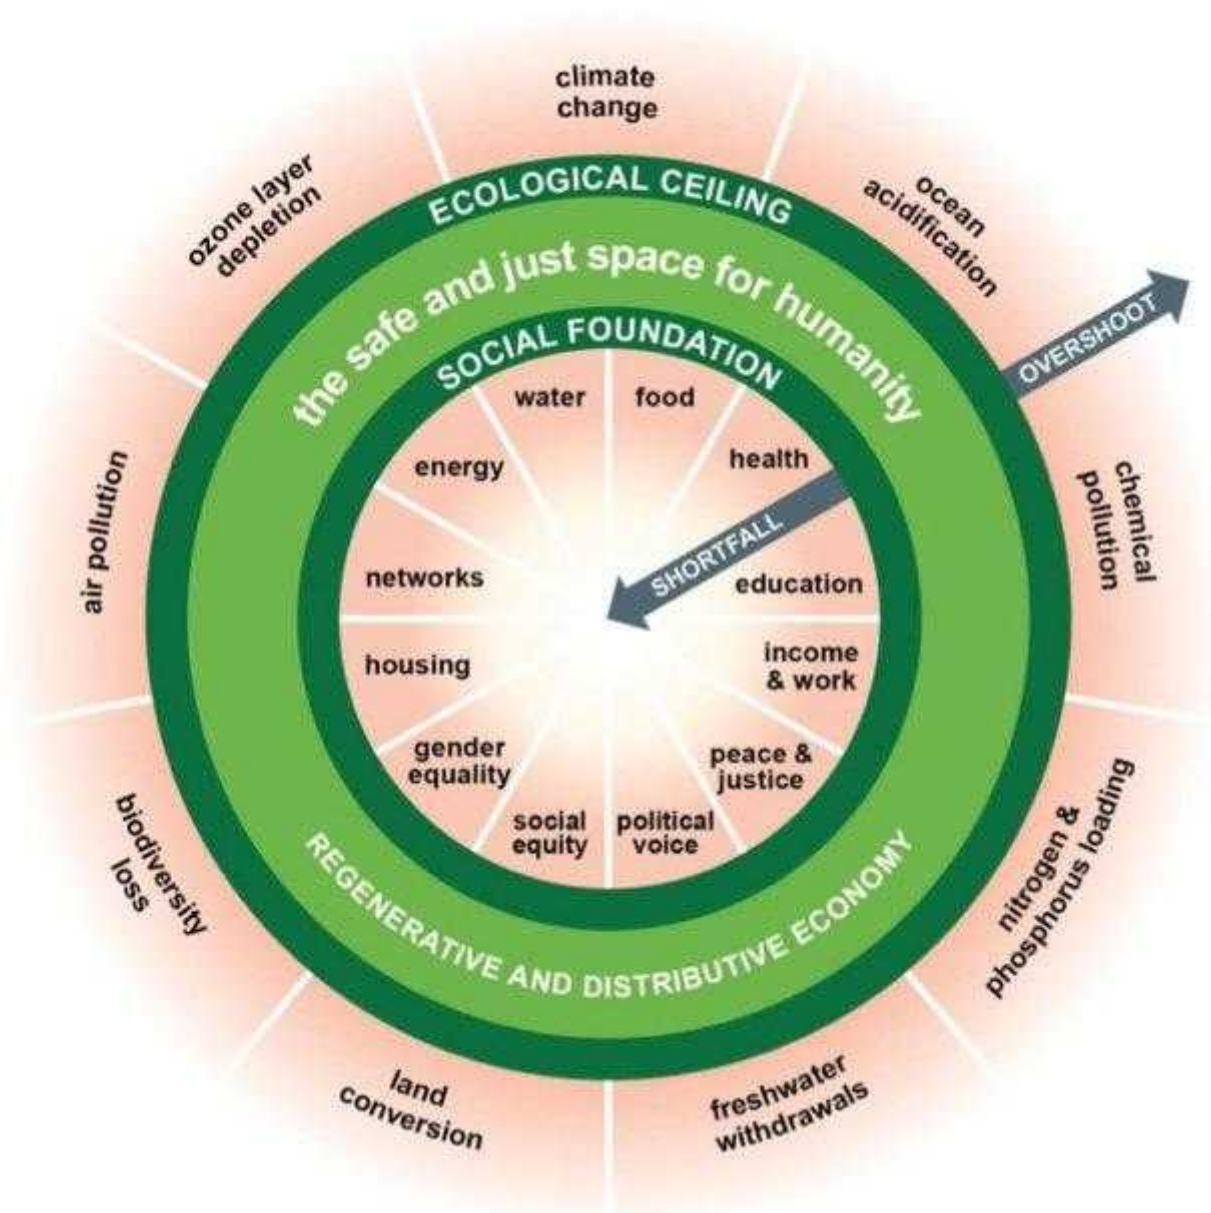 climate
change
ocean
acidification
OVERSHOOT
chemical
pollution
nitrogen &
phosphorus loading
freshwater
withdrawals
land
conversion
biodiversity
loss
air pollution
ozone layer
depletion
ECOLOGICAL CEILING
the safe and just space for humanity
SOCIAL FOUNDATION
water
food
health
SHORTFALL
education
income
& work
peace &
justice
political
voice
social
equity
gender
equality
housing
networks
energy
REGENERATIVE AND DISTRIBUTIVE ECONOMY